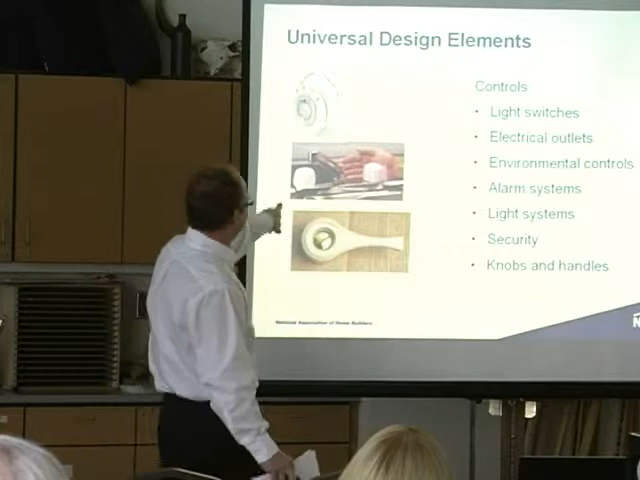 Universal Design Elements
Controls
• Light switches
• Electrical outlets
• Environmental controls
• Alarm systems
• Light systems
• Security
• Knobs and handles
National Association of Home Builders
N